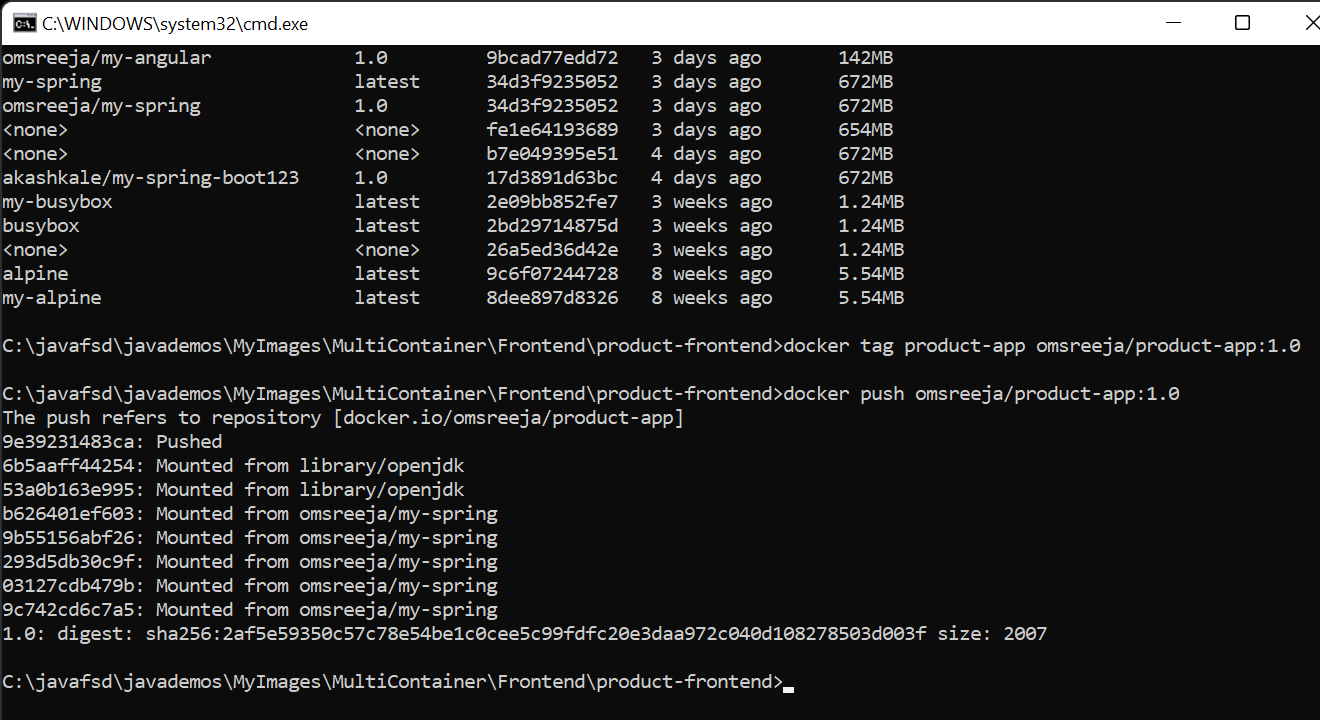 C:\WINDOWS\system32\cmd.exe
omsreeja/my-angular 1.0 9bcad77edd72 3 days ago 142MB
my-spring latest 34d3f9235052 3 days ago 672MB
omsreeja/my-spring 1.0 34d3f9235052 3 days ago 672MB
<none> <none> fe1e64193689 3 days ago 654MB
<none> <none> b7e049395e51 4 days ago 672MB
akashkale/my-spring-boot123 1.0 17d3891d63bc 4 days ago 672MB
my-busybox latest 2e09bb852fe7 3 weeks ago 1.24MB
busybox latest 2bd29714875d 3 weeks ago 1.24MB
<none> <none> 26a5ed36d42e 3 weeks ago 1.24MB
alpine latest 9c6f07244728 8 weeks ago 5.54MB
my-alpine latest 8dee897d8326 8 weeks ago 5.54MB
C:\javafsd\javademos\MyImages\MultiContainer\Frontend\product-frontend>docker tag product-app omsreeja/product-app:1.0
C:\javafsd\javademos\MyImages\MultiContainer\Frontend\product-frontend>docker push omsreeja/product-app:1.0
The push refers to repository [docker.io/omsreeja/product-app]
9e39231483ca: Pushed
6b5aaff44254: Mounted from library/openjdk
53a0b163e995: Mounted from library/openjdk
b626401ef603: Mounted from omsreeja/my-spring
9b55156abf26: Mounted from omsreeja/my-spring
293d5db30c9f: Mounted from omsreeja/my-spring
03127cdb479b: Mounted from omsreeja/my-spring
9c742cd6c7a5: Mounted from omsreeja/my-spring
1.0: digest: sha256:2af5e59350c57c78e54be1c0cee5c99fdfc20e3daa972c040d108278503d003f size: 2007
C:\javafsd\javademos\MyImages\MultiContainer\Frontend\product-frontend>